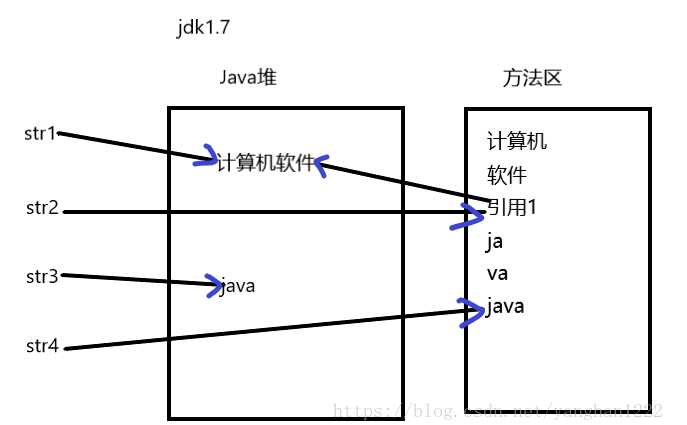 jdk1.7
Java堆
方法区
str1
计算机软件
计算机
软件
str2
引用1
ja
va
str3
java
java
str4
https://blog.csdn.net/yanghan1222